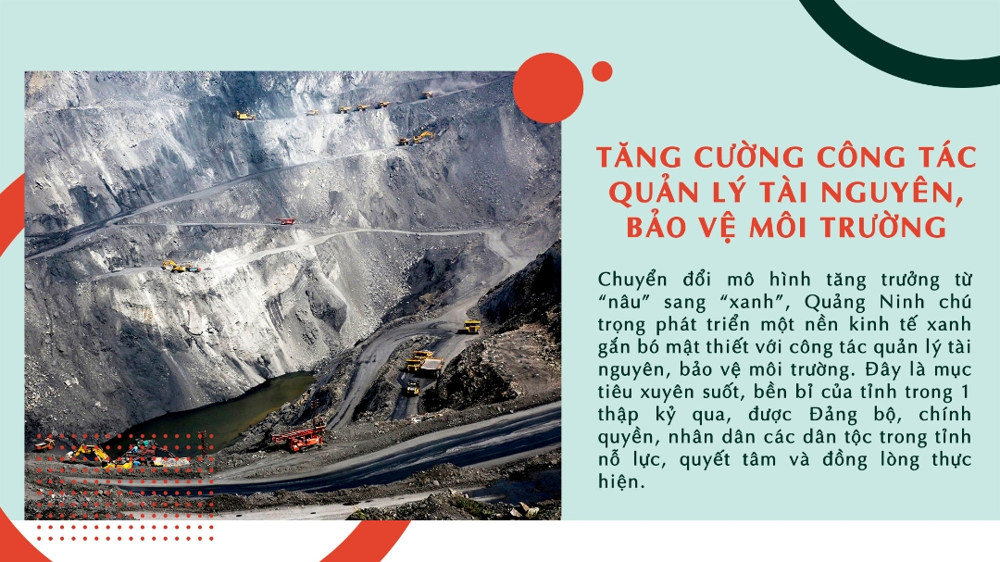 TĂNG CƯỜNG CÔNG TÁC
QUẢN LÝ TÀI NGUYÊN,
BẢO VỆ MÔI TRƯỜNG
Chuyển đổi mô hình tăng trưởng từ
“nâu” sang “xanh”, Quảng Ninh chú
trọng phát triển một nền kinh tế xanh
gắn bó mật thiết với công tác quản lý tài
nguyên, bảo vệ môi trường. Đây là mục
tiêu xuyên suốt, bền bỉ của tỉnh trong 1
thập kỷ qua, được Đảng bộ, chính
quyền, nhân dân các dân tộc trong tỉnh
nỗ lực, quyết tâm và đồng lòng thực
hiện.